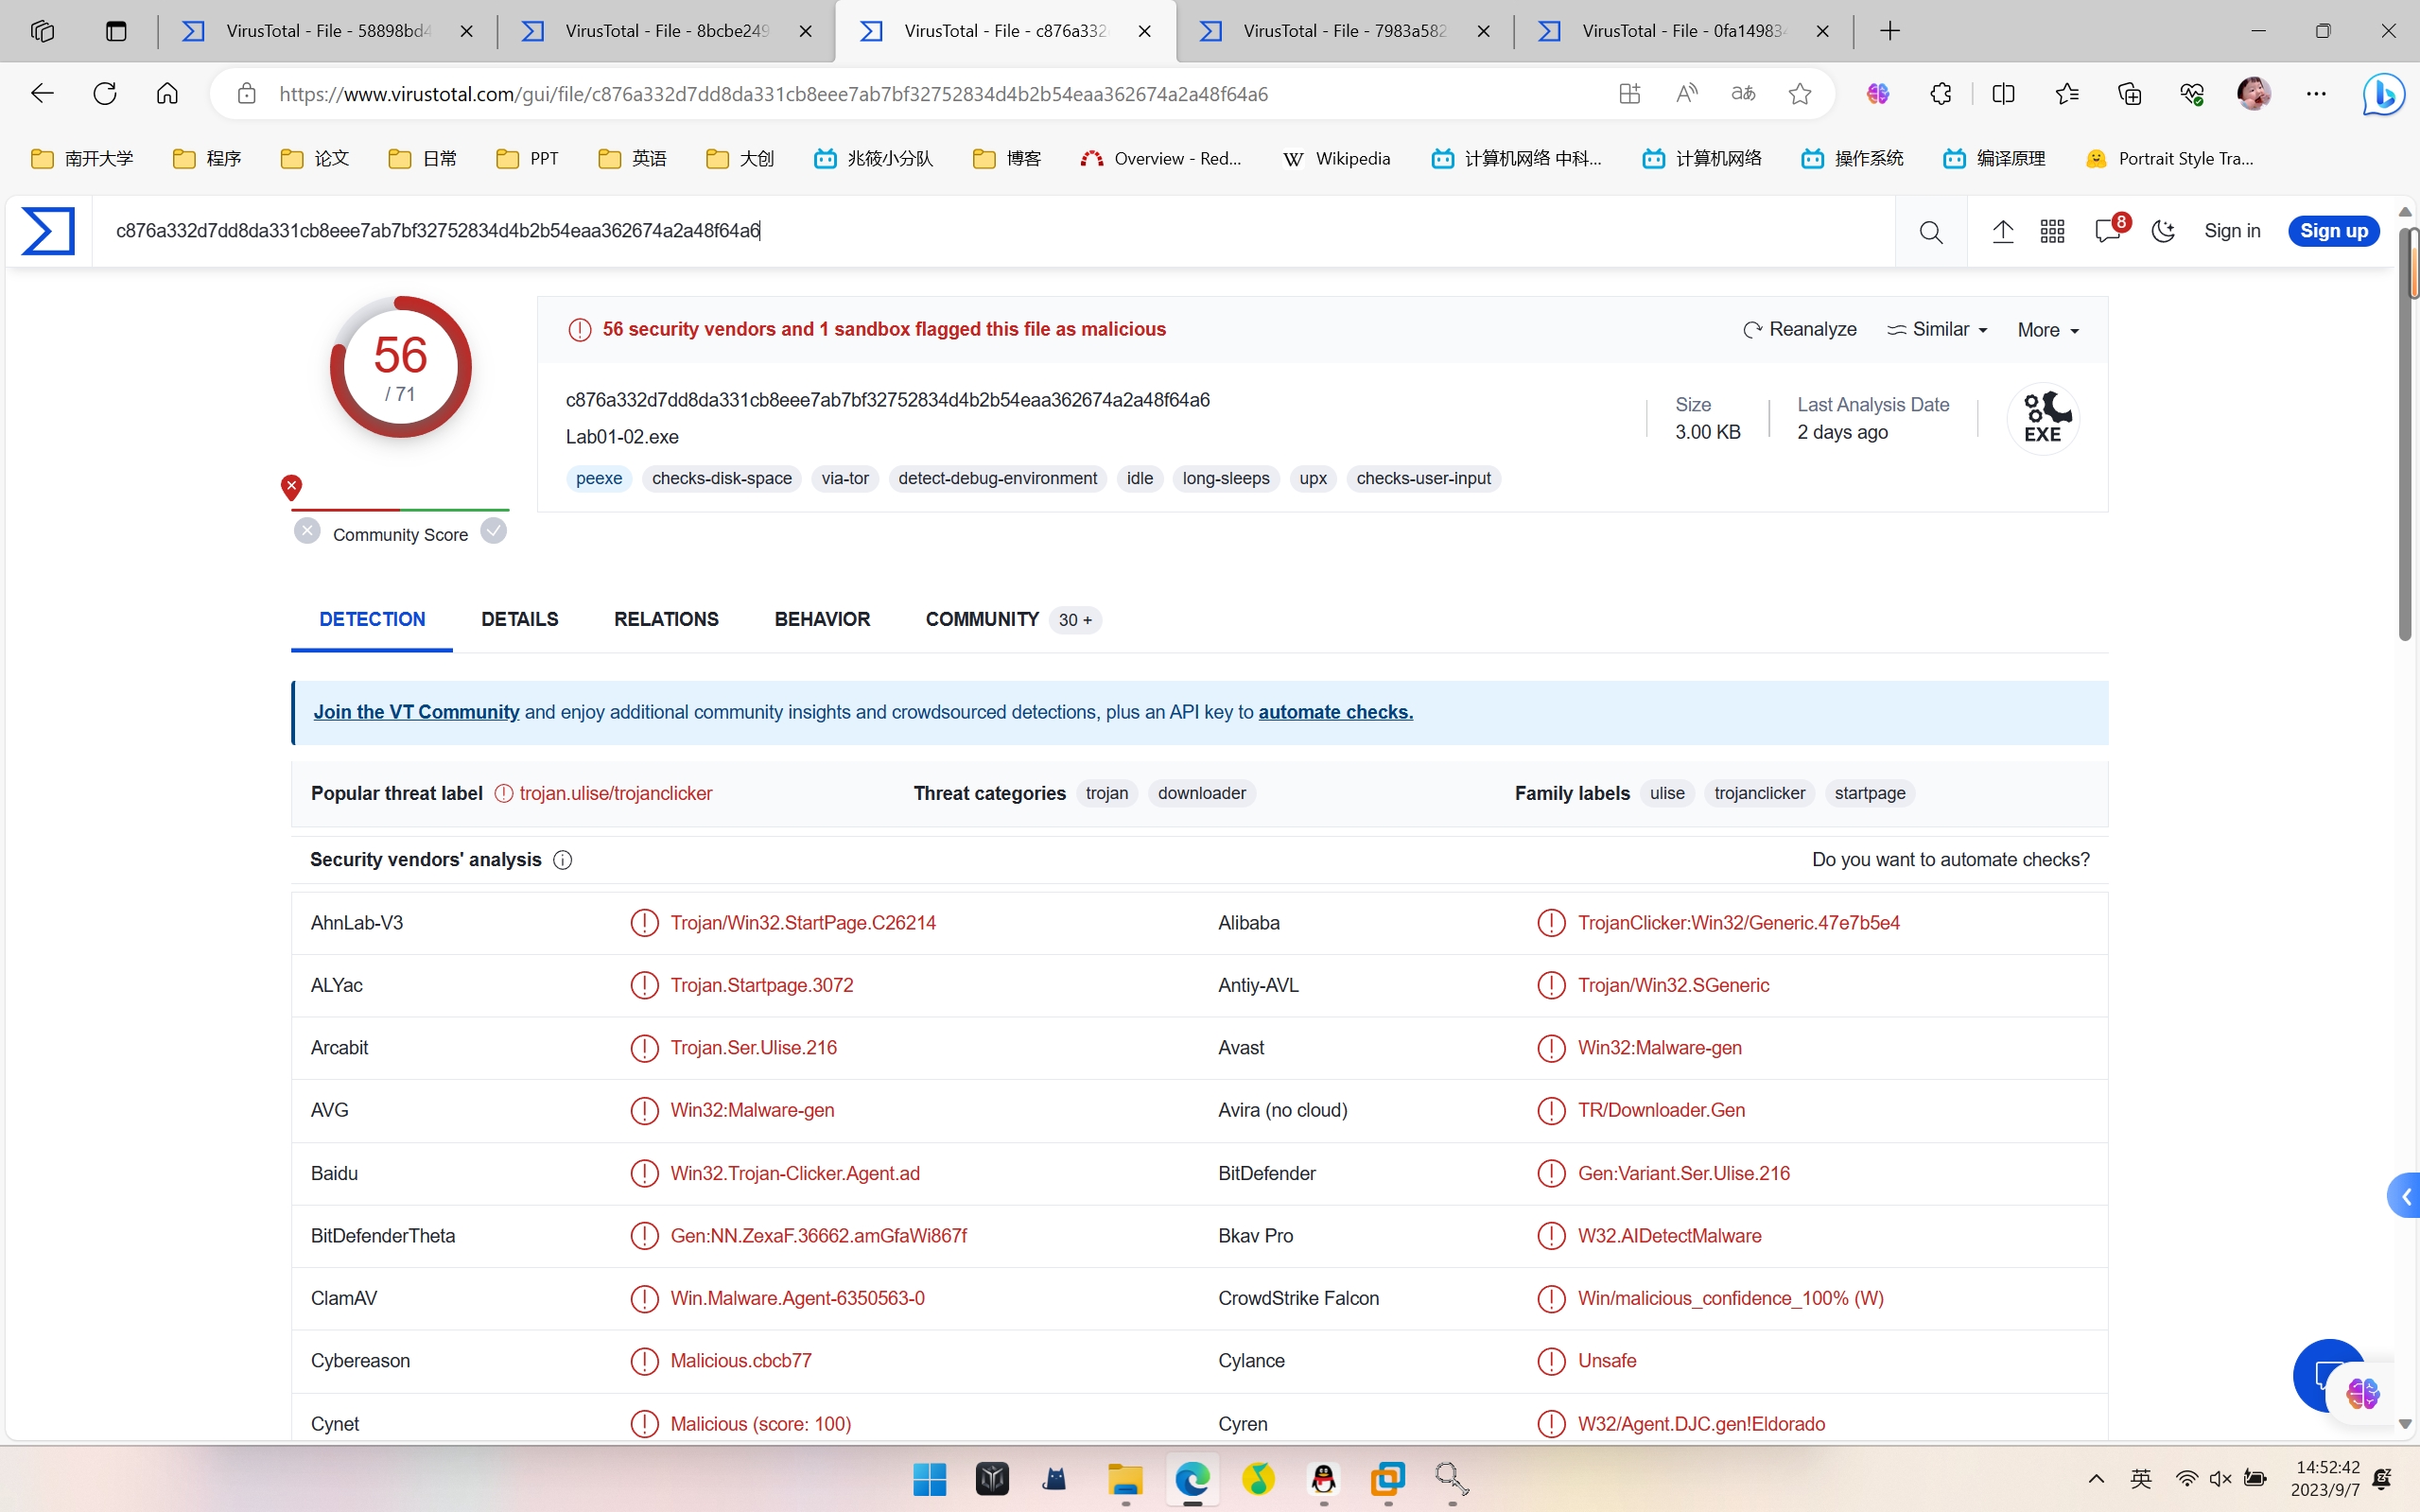 VirusTotal - File - 58898bd4
VirusTotal - File - 8bcbe249
VirusTotal - File - c876a332
VirusTotal - File - 7983a582
VirusTotal - File - 0fa14983
https://www.virustotal.com/gui/file/c876a332d7dd8da331cb8eee7ab7bf32752834d4b2b54eaa362674a2a48f64a6
南开大学 程序 论文 日常 PPT 英语 大创 兆筱小分队 博客 Overview - Red... Wikipedia 计算机网络 中科... 计算机网络 操作系统 编译原理 Portrait Style Tra...
c876a332d7dd8da331cb8eee7ab7bf32752834d4b2b54eaa362674a2a48f64a6
8 Sign in Sign up
56
/ 71
Community Score
56 security vendors and 1 sandbox flagged this file as malicious
Reanalyze Similar More
c876a332d7dd8da331cb8eee7ab7bf32752834d4b2b54eaa362674a2a48f64a6
Lab01-02.exe
peexe checks-disk-space via-tor detect-debug-environment idle long-sleeps upx checks-user-input
Size
3.00 KB
Last Analysis Date
2 days ago
EXE
DETECTION DETAILS RELATIONS BEHAVIOR COMMUNITY 30 +
Join the VT Community and enjoy additional community insights and crowdsourced detections, plus an API key to automate checks.
Popular threat label trojan.ulise/trojanclicker Threat categories trojan downloader Family labels ulise trojanclicker startpage
Security vendors' analysis Do you want to automate checks?
AhnLab-V3 Trojan/Win32.StartPage.C26214 Alibaba TrojanClicker:Win32/Generic.47e7b5e4
ALYac Trojan.Startpage.3072 Antiy-AVL Trojan/Win32.SGeneric
Arcabit Trojan.Ser.Ulise.216 Avast Win32:Malware-gen
AVG Win32:Malware-gen Avira (no cloud) TR/Downloader.Gen
Baidu Win32.Trojan-Clicker.Agent.ad BitDefender Gen:Variant.Ser.Ulise.216
BitDefenderTheta Gen:NN.ZexaF.36662.amGfaWi867f Bkav Pro W32.AIDetectMalware
ClamAV Win.Malware.Agent-6350563-0 CrowdStrike Falcon Win/malicious_confidence_100% (W)
Cybereason Malicious.cbcb77 Cylance Unsafe
Cynet Malicious (score: 100) Cyren W32/Agent.DJC.gen!Eldorado
英
14:52:42
2023/9/7